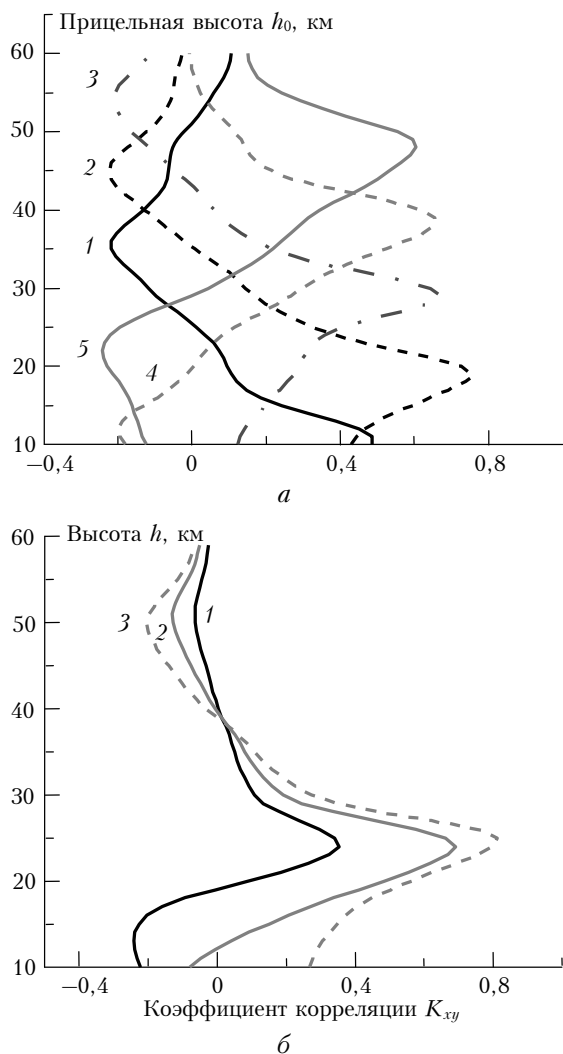 Прицельная высота h₀, км
60
3
50
2
40
1
30
5
4
20
10
−0,4 0 0,4 0,8
а
Высота h, км
60
3 2 1
50
40
30
20
10
−0,4 0 0,4 0,8
Коэффициент корреляции Kxy
б